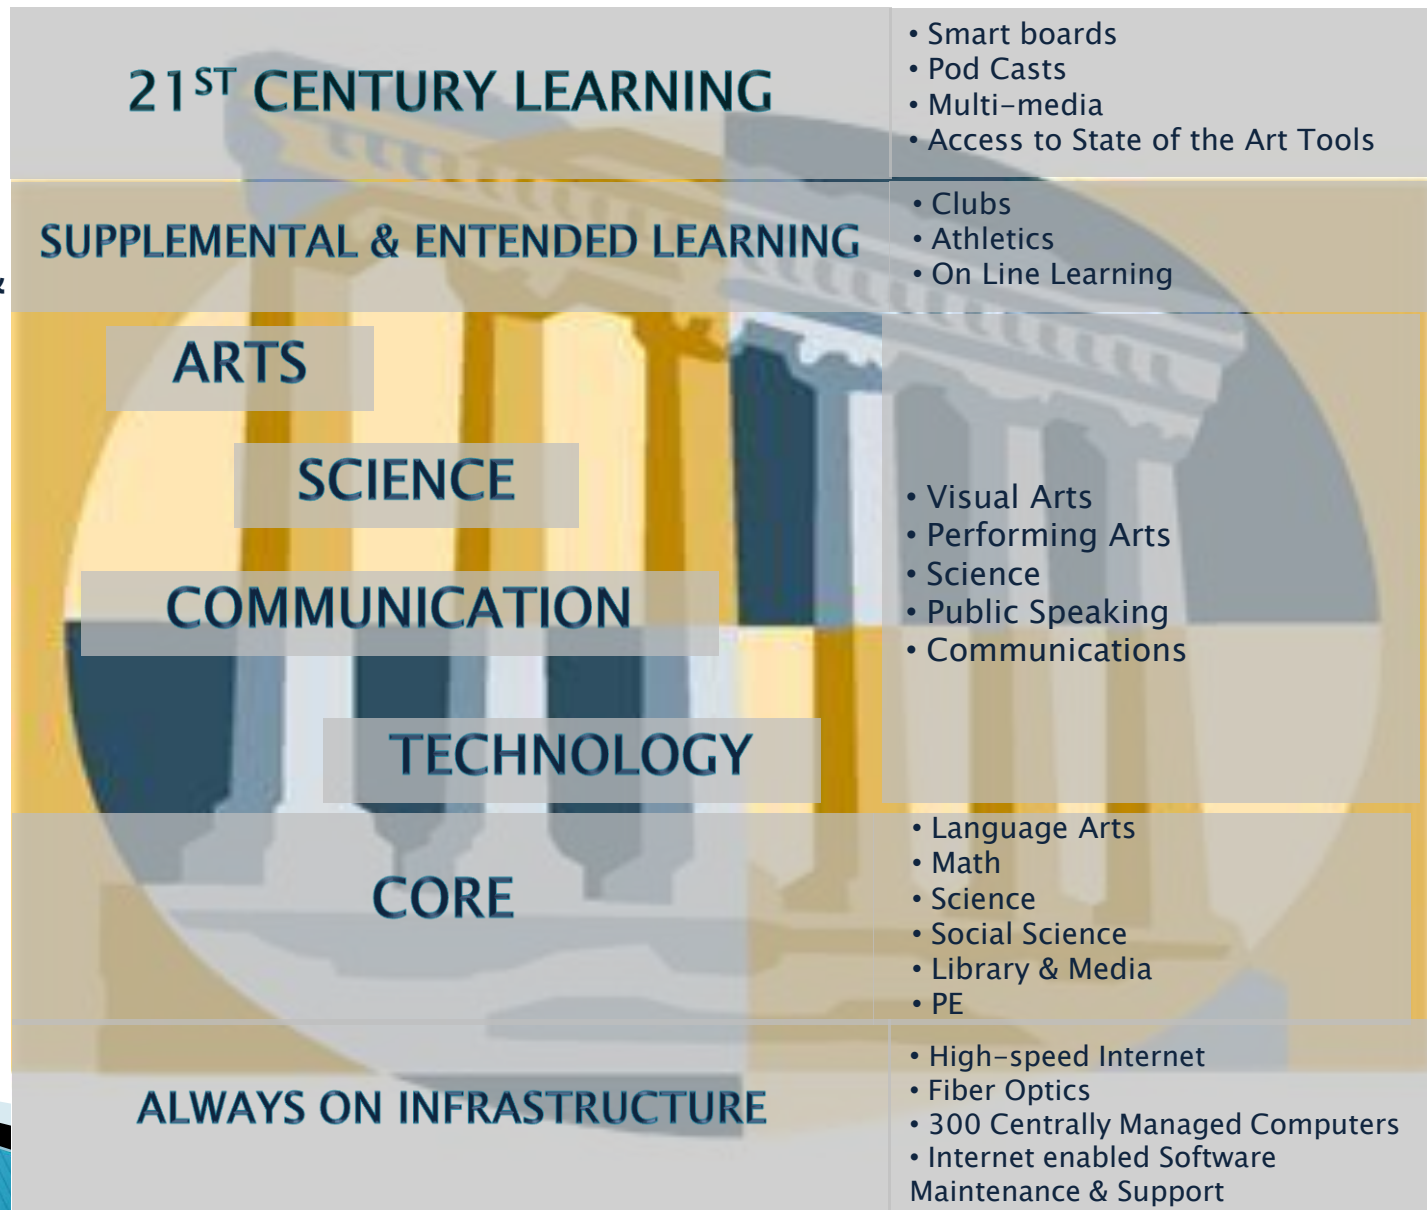 21ST CENTURY LEARNING
• Smart boards
• Pod Casts
• Multi-media
• Access to State of the Art Tools
SUPPLEMENTAL & ENTENDED LEARNING
• Clubs
• Athletics
• On Line Learning
&
ARTS
SCIENCE
COMMUNICATION
TECHNOLOGY
• Visual Arts
• Performing Arts
• Science
• Public Speaking
• Communications
CORE
• Language Arts
• Math
• Science
• Social Science
• Library & Media
• PE
ALWAYS ON INFRASTRUCTURE
• High-speed Internet
• Fiber Optics
• 300 Centrally Managed Computers
• Internet enabled Software
Maintenance & Support